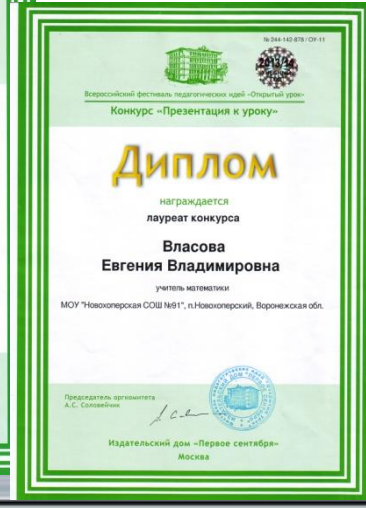 № 244-142-878 / ОУ-11
2013/14
Всероссийский фестиваль педагогических идей «Открытый урок»
Конкурс «Презентация к уроку»
Диплом
награждается
лауреат конкурса
Власова
Евгения Владимировна
учитель математики
МОУ "Новохоперская СОШ №91", п.Новохоперский, Воронежская обл.
Председатель оргкомитета
А.С. Соловейчик
Издательский дом «Первое сентября»
Москва